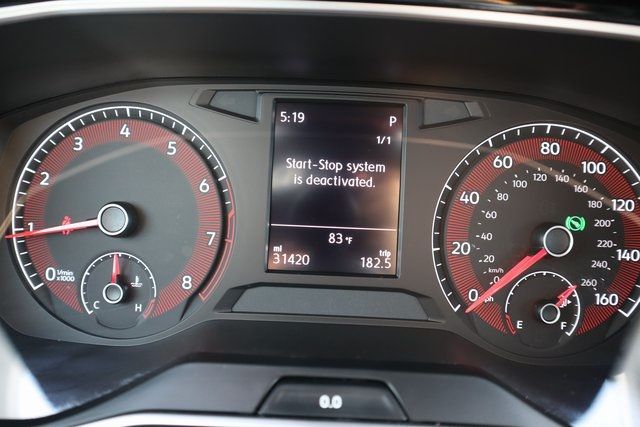 5:19 P
1/1
Start-Stop system
is deactivated.
83 °F
ml trip
31420 182.5
0 1 2 3 4 5 6 7 8
1/min
x1000
C H
0 20 40 60 80 100 120 140 160
0 20 40 60 80 100 120 140 160 180 200 220 240 260
km/h
E F
0.0